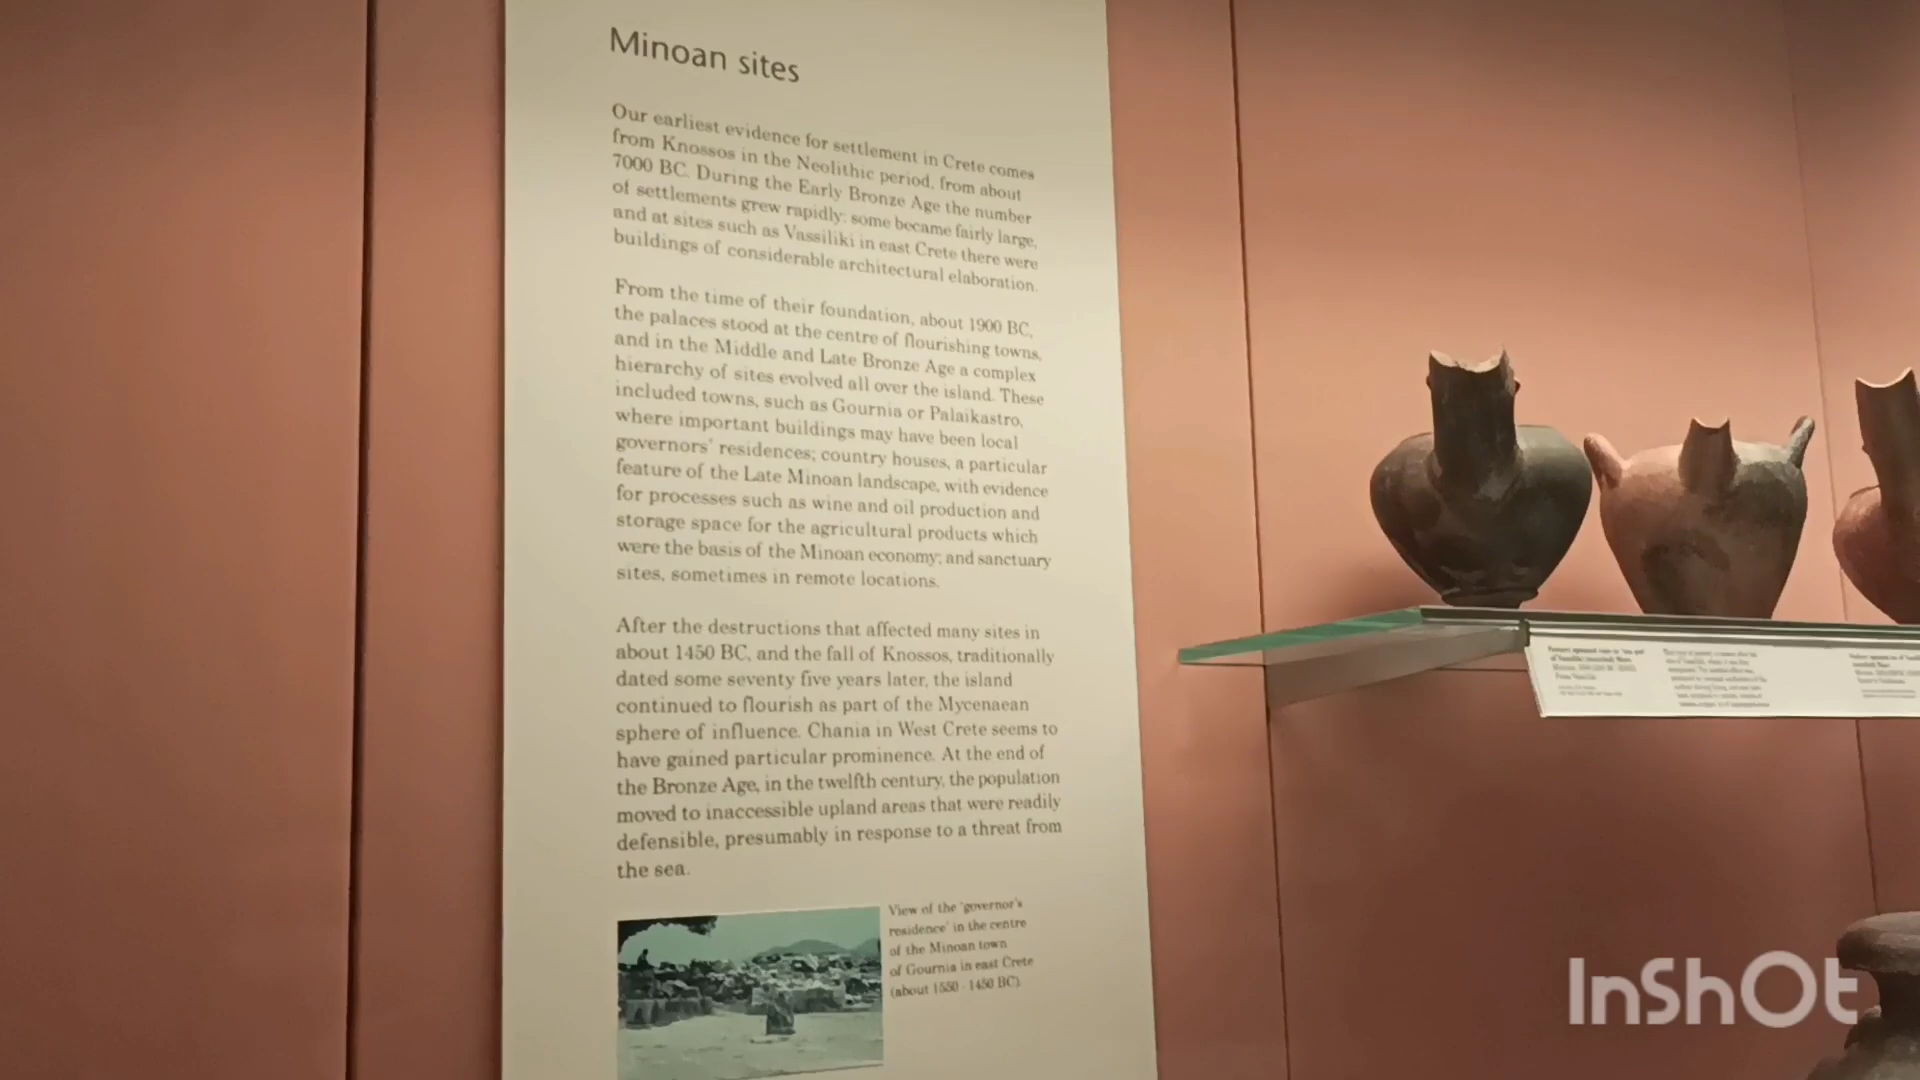 Minoan sites
Our earliest evidence for settlement in Crete comes
from Knossos in the Neolithic period, from about
7000 BC. During the Early Bronze Age the number
of settlements grew rapidly: some became fairly large,
and at sites such as Vassiliki in east Crete there were
buildings of considerable architectural elaboration.
From the time of their foundation, about 1900 BC,
the palaces stood at the centre of flourishing towns,
and in the Middle and Late Bronze Age a complex
hierarchy of sites evolved all over the island. These
included towns, such as Gournia or Palaikastro,
where important buildings may have been local
governors' residences; country houses, a particular
feature of the Late Minoan landscape, with evidence
for processes such as wine and oil production and
storage space for the agricultural products which
were the basis of the Minoan economy; and sanctuary
sites, sometimes in remote locations.
After the destructions that affected many sites in
about 1450 BC, and the fall of Knossos, traditionally
dated some seventy five years later, the island
continued to flourish as part of the Mycenaean
sphere of influence. Chania in West Crete seems to
have gained particular prominence. At the end of
the Bronze Age, in the twelfth century, the population
moved to inaccessible upland areas that were readily
defensible, presumably in response to a threat from
the sea.
View of the 'governor's
residence' in the centre
of the Minoan town
of Gournia in east Crete
(about 1550 - 1450 BC).
InShOt